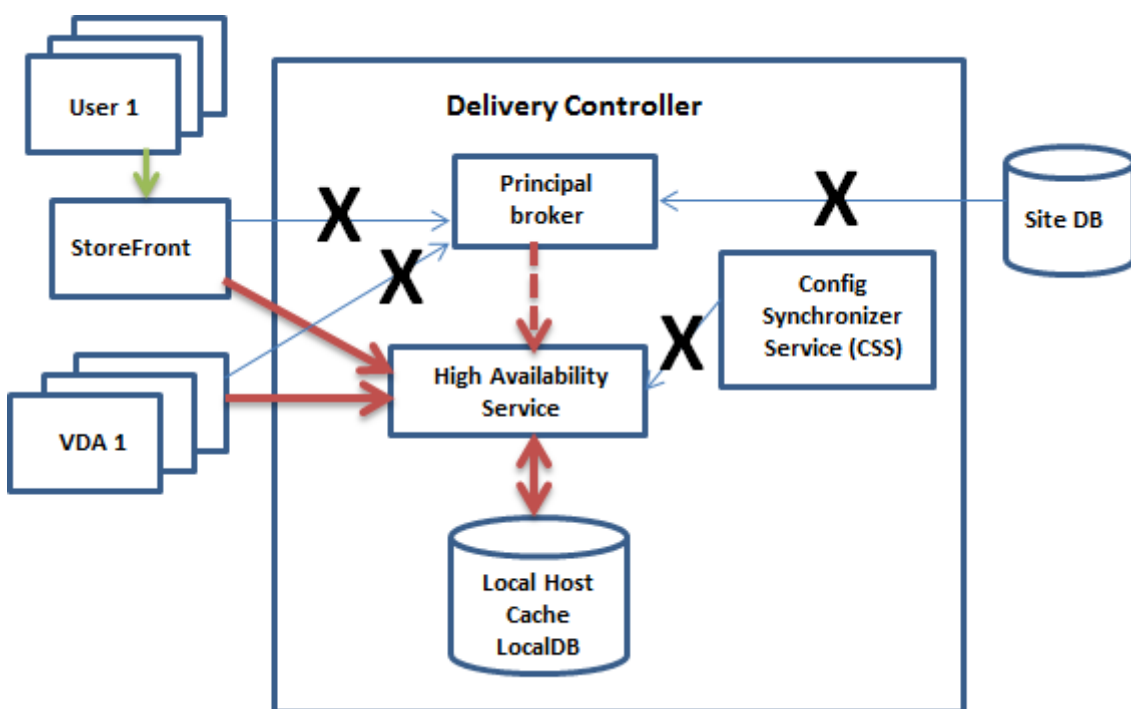 User 1
Delivery Controller
Principal
broker
X
X
StoreFront
Site DB
X
Config
Synchronizer
Service (CSS)
X
High Availability
Service
VDA 1
Local Host
Cache
LocalDB